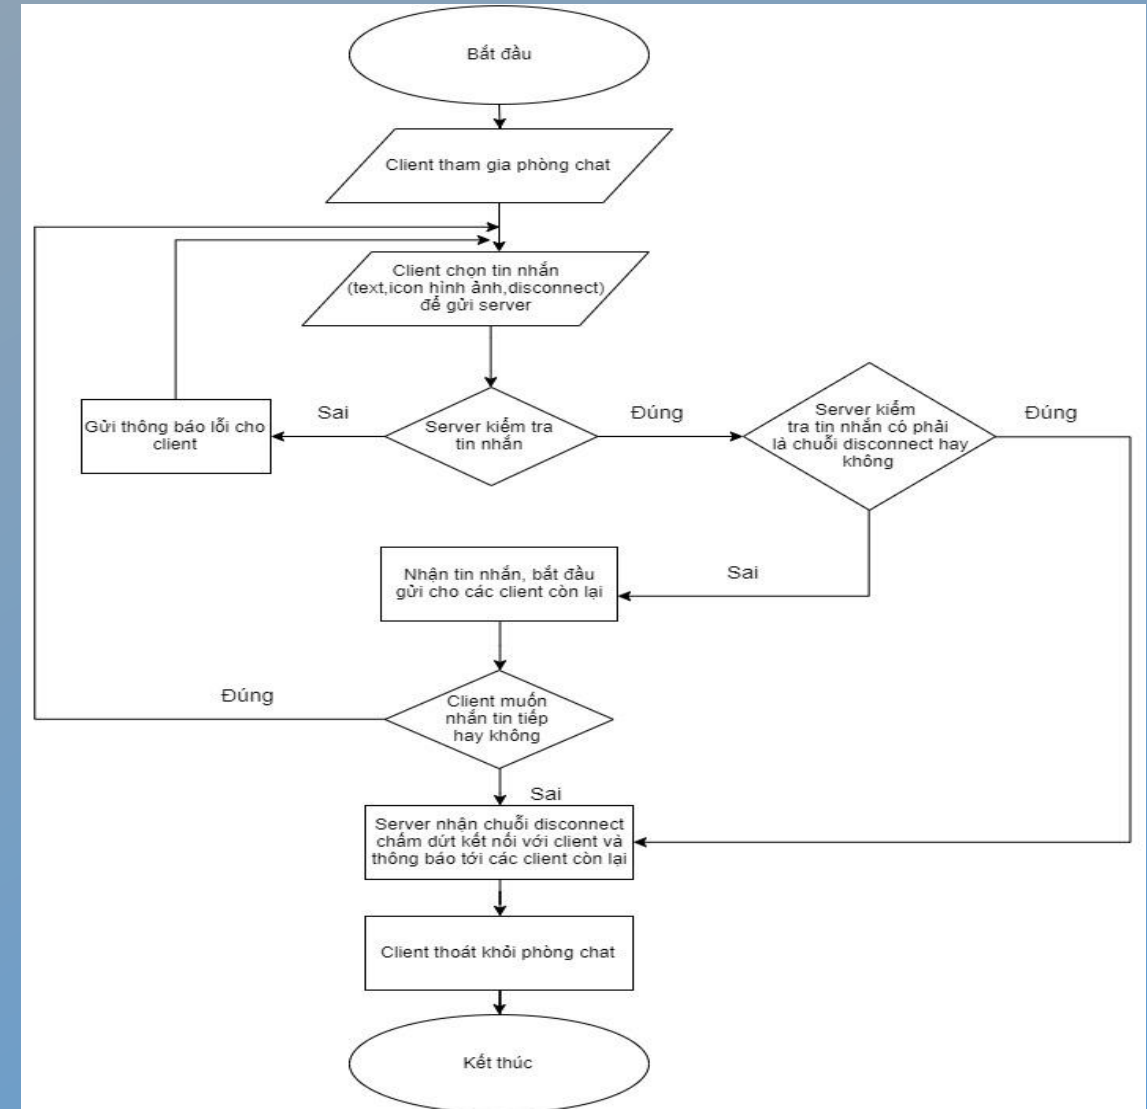 Bắt đầu
Client tham gia phòng chat
Client chọn tin nhắn
(text,icon hình ảnh,disconnect)
để gửi server
Gửi thông báo lỗi cho
client
Sai
Server kiểm tra
tin nhắn
Đúng
Server kiểm
tra tin nhắn có phải
là chuỗi disconnect hay
không
Đúng
Nhận tin nhắn, bắt đầu
gửi cho các client còn lại
Sai
Đúng
Client muốn
nhắn tin tiếp
hay không
Sai
Server nhận chuỗi disconnect
chấm dứt kết nối với client và
thông báo tới các client còn lại
Client thoát khỏi phòng chat
Kết thúc